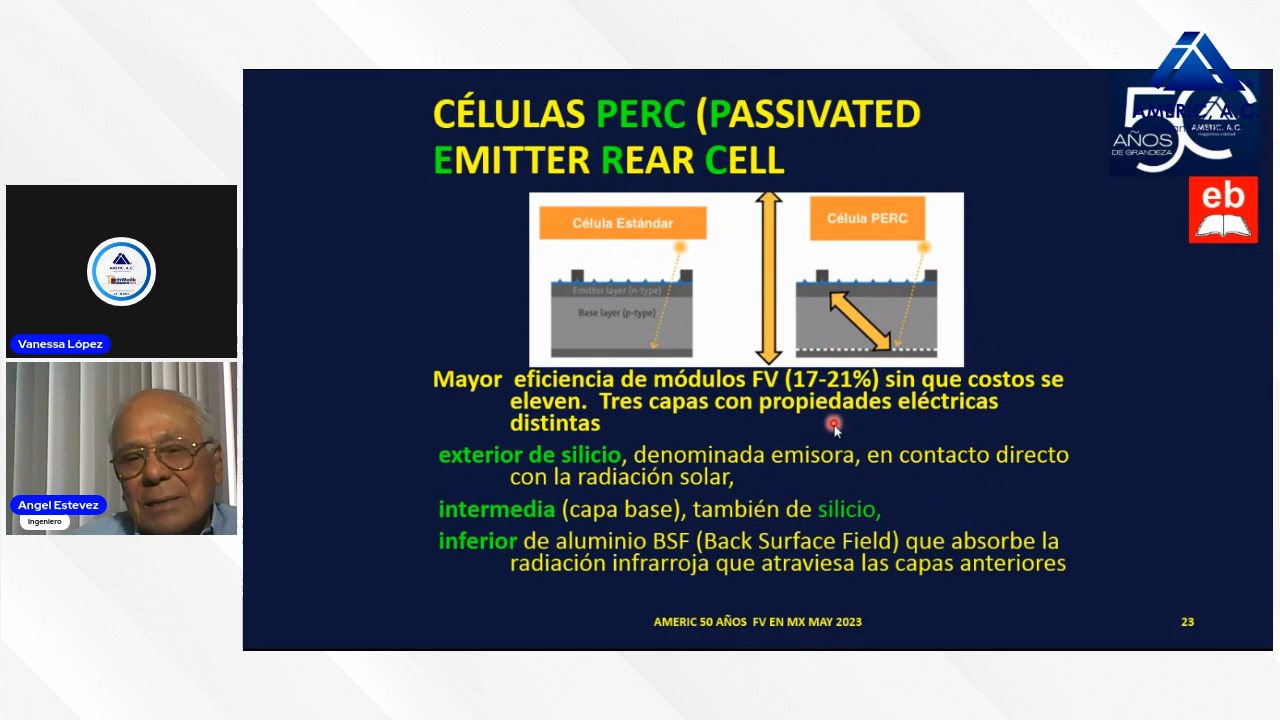 CÉLULAS PERC (PASSIVATED
EMITTER REAR CELL
Célula Estándar
Célula PERC
Emitter layer (n-type)
Base layer (p-type)
Mayor eficiencia de módulos FV (17-21%) sin que costos se
eleven. Tres capas con propiedades eléctricas
distintas
exterior de silicio, denominada emisora, en contacto directo
con la radiación solar,
intermedia (capa base), también de silicio,
inferior de aluminio BSF (Back Surface Field) que absorbe la
radiación infrarroja que atraviesa las capas anteriores
AMERIC 50 AÑOS FV EN MX MAY 2023
23
AMERIC, A.C.
50
AMERIC, A.C.
AÑOS
DE GRANDEZA
eb
Vanessa López
Angel Estevez
Ingeniero